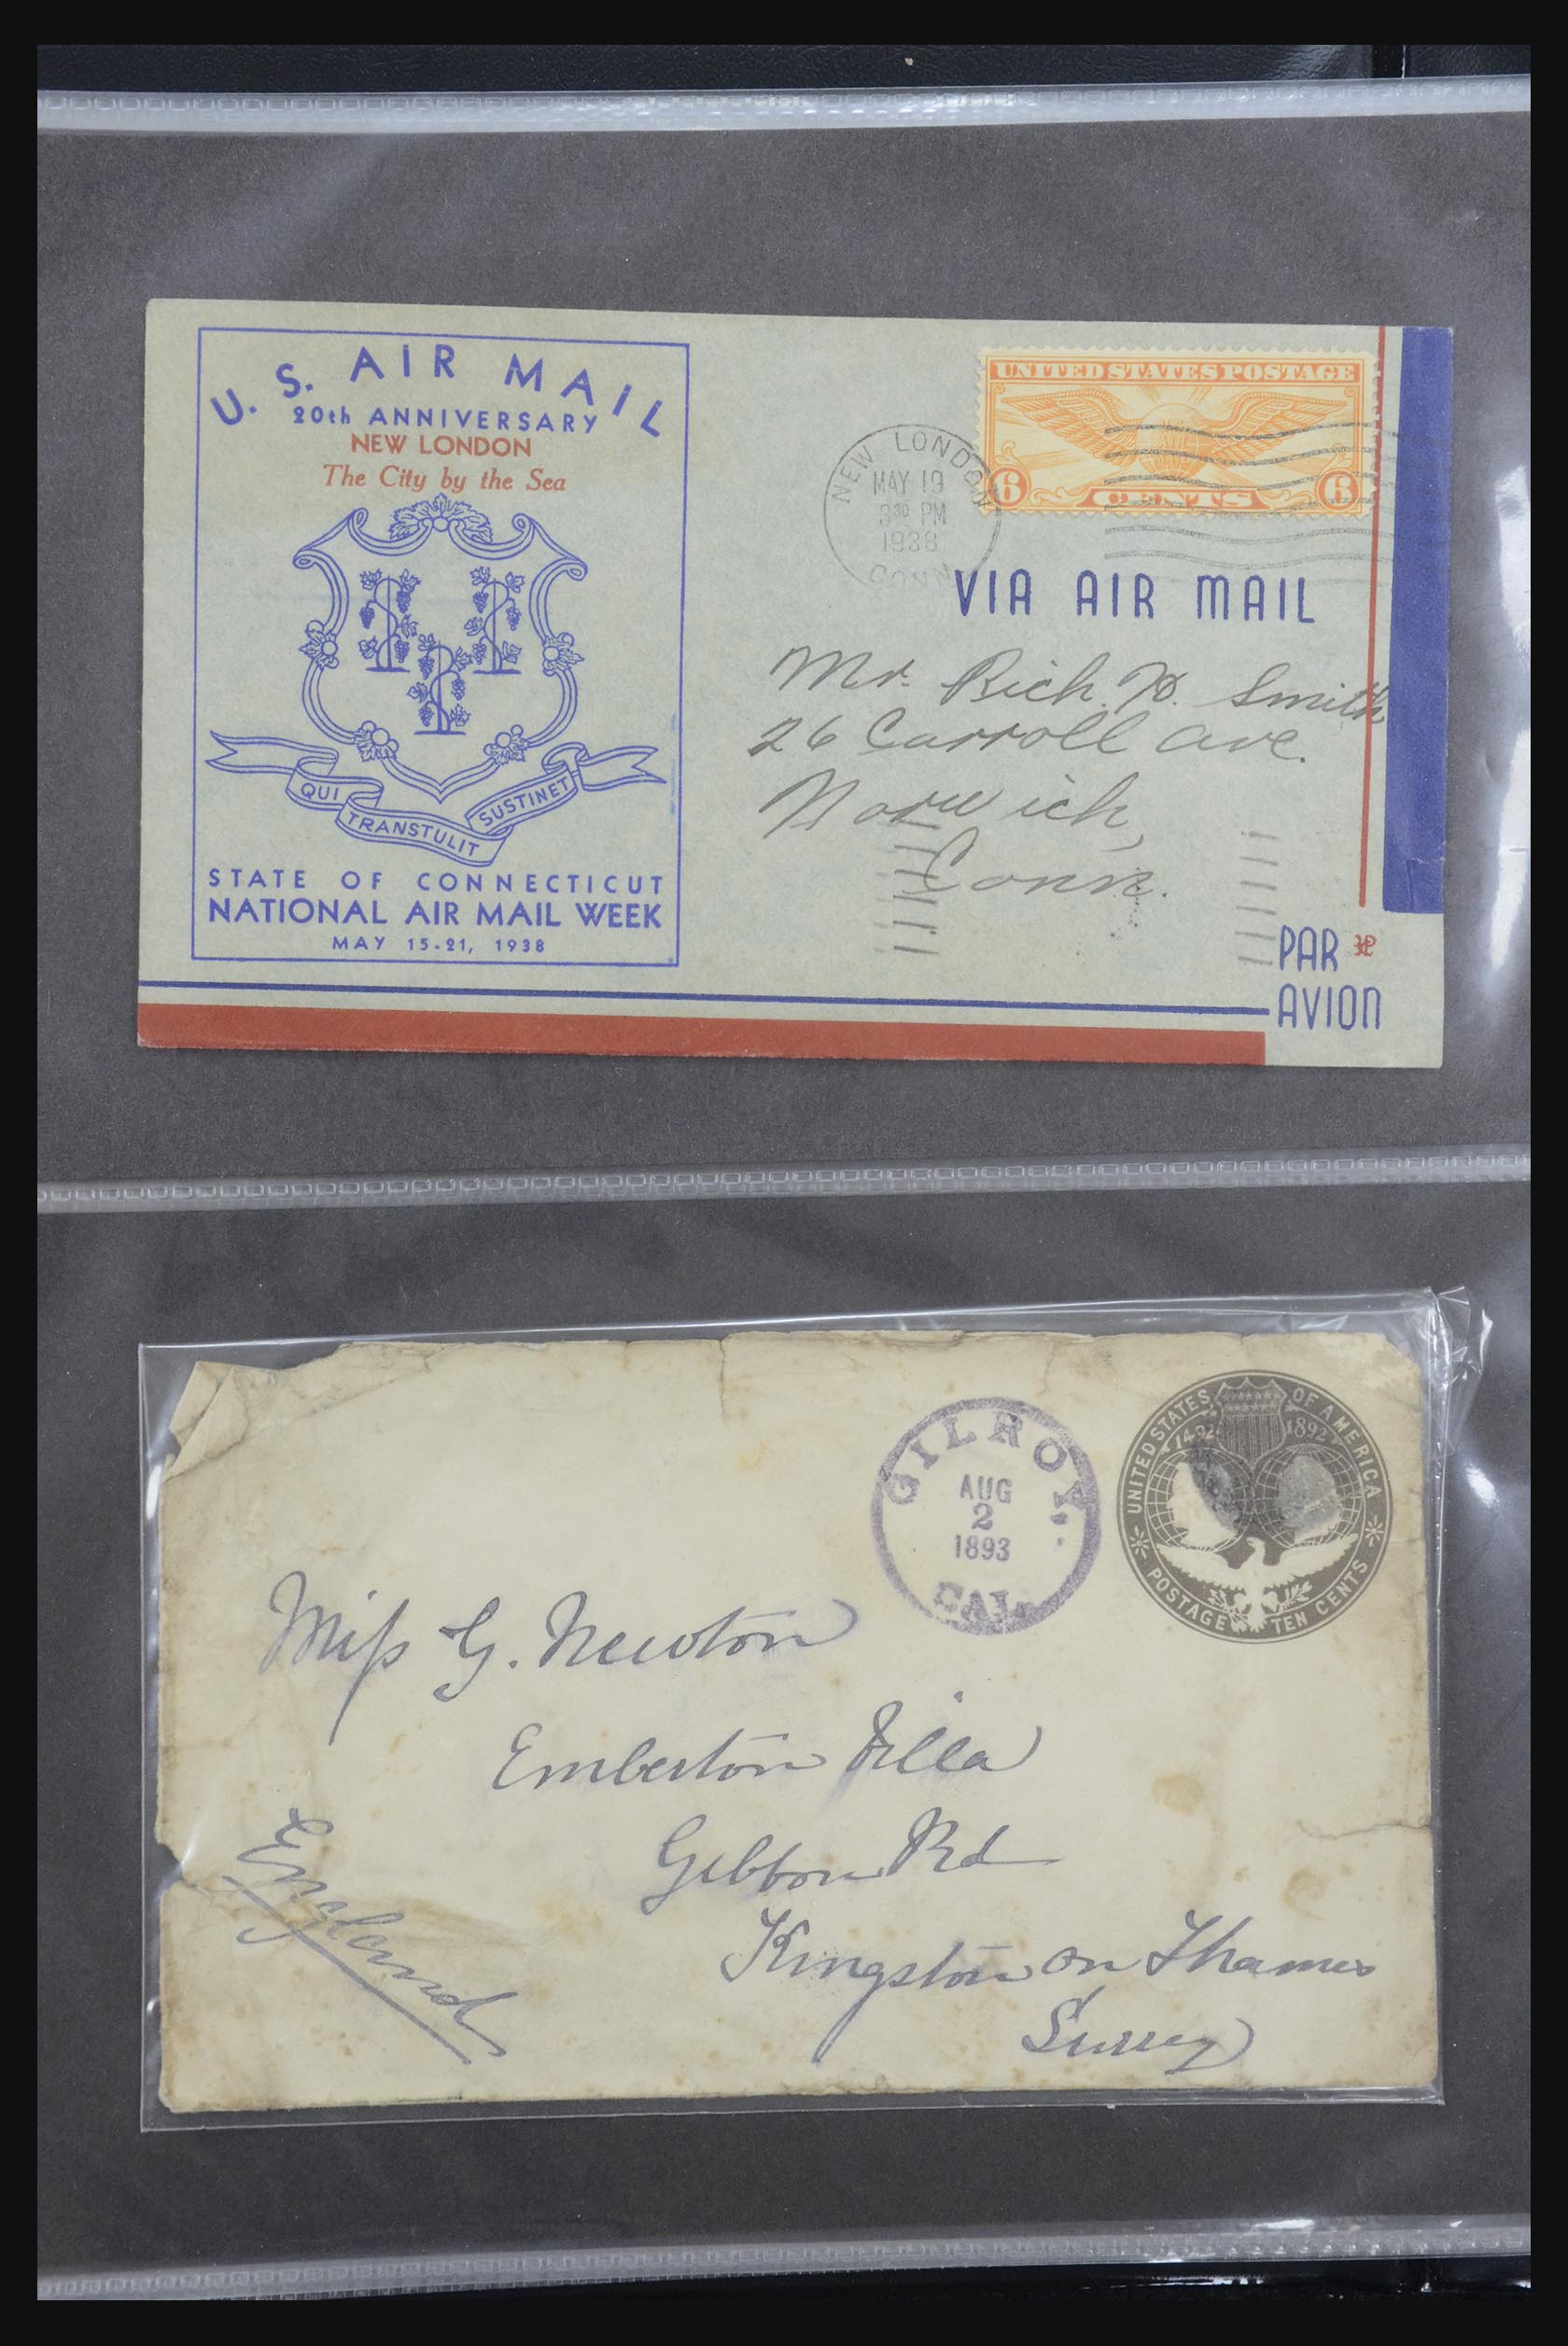 U. S. AIR MAIL
20th ANNIVERSARY
NEW LONDON
The City by the Sea
QUI
TRANSTULIT
SUSTINET
STATE OF CONNECTICUT
NATIONAL AIR MAIL WEEK
MAY 15-21, 1938
UNITED STATES POSTAGE
6 CENTS 6
NEW LONDON
MAY 19
3³⁰ PM
1938
CONN
VIA AIR MAIL
Mr. Rich. H. Smith
26 Carroll Ave.
Norwich,
Conn.
PAR
AVION
GILROY,
AUG
2
1893
CAL.
UNITED STATES OF AMERICA
1492 1892
POSTAGE TEN CENTS
Miss G. Newton
Emberton Villa
Gibbon Rd
Kingston on Thames
Surrey
England